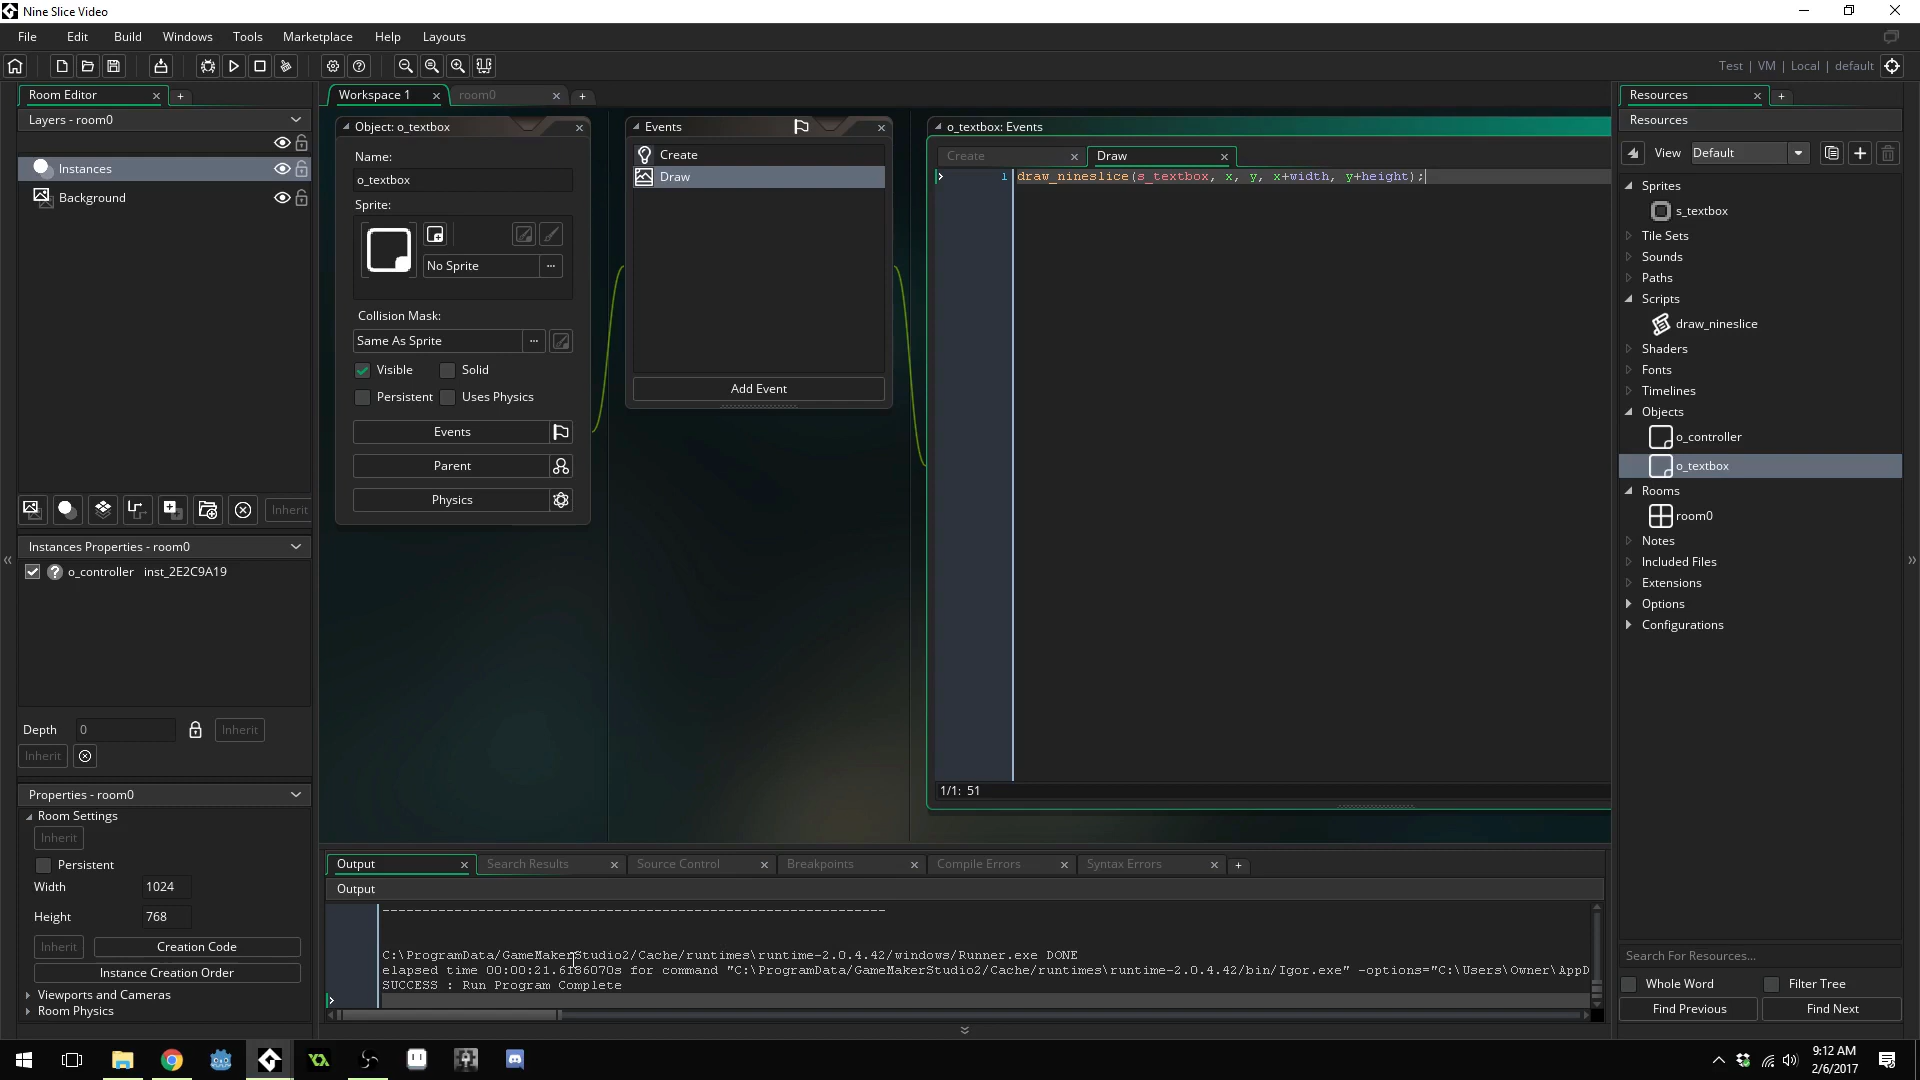 Nine Slice Video
File Edit Build Windows Tools Marketplace Help Layouts
Test | VM | Local | default
Room Editor
Layers - room0
Instances
Background
Inherit
Instances Properties - room0
o_controller inst_2E2C9A19
Depth 0 Inherit
Inherit
Properties - room0
Room Settings
Inherit
Persistent
Width 1024
Height 768
Inherit Creation Code
Instance Creation Order
Viewports and Cameras
Room Physics
Workspace 1 room0
Object: o_textbox
Name:
o_textbox
Sprite:
No Sprite
Collision Mask:
Same As Sprite
Visible Solid
Persistent Uses Physics
Events
Parent
Physics
Events
Create
Draw
Add Event
o_textbox: Events
Create Draw
1 draw_nineslice(s_textbox, x, y, x+width, y+height);
1/1: 51
Output Search Results Source Control Breakpoints Compile Errors Syntax Errors
Output
----------------------------------------------------------------
C:\ProgramData/GameMakerStudio2/Cache/runtimes\runtime-2.0.4.42/windows/Runner.exe DONE
elapsed time 00:00:21.6186070s for command "C:\ProgramData/GameMakerStudio2/Cache/runtimes\runtime-2.0.4.42/bin/Igor.exe" -options="C:\Users\Owner\AppD
SUCCESS : Run Program Complete
Resources
Resources
View Default
Sprites
s_textbox
Tile Sets
Sounds
Paths
Scripts
draw_nineslice
Shaders
Fonts
Timelines
Objects
o_controller
o_textbox
Rooms
room0
Notes
Included Files
Extensions
Options
Configurations
Search For Resources...
Whole Word Filter Tree
Find Previous Find Next
9:12 AM
2/6/2017